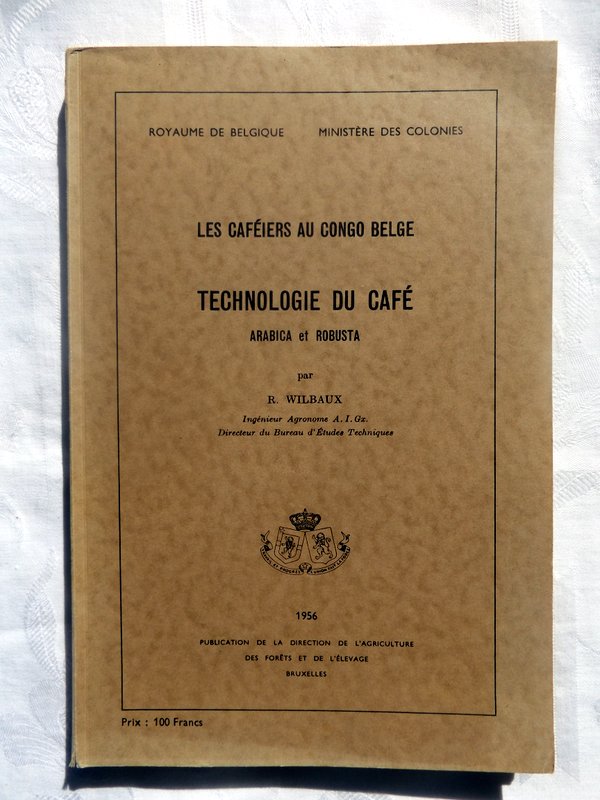 ROYAUME DE BELGIQUE MINISTÈRE DES COLONIES
LES CAFÉIERS AU CONGO BELGE
TECHNOLOGIE DU CAFÉ
ARABICA et ROBUSTA
par
R. WILBAUX
Ingénieur Agronome A. I. Gx.
Directeur du Bureau d'Études Techniques
1956
PUBLICATION DE LA DIRECTION DE L'AGRICULTURE
DES FORÊTS ET DE L'ÉLEVAGE
BRUXELLES
Prix : 100 Francs